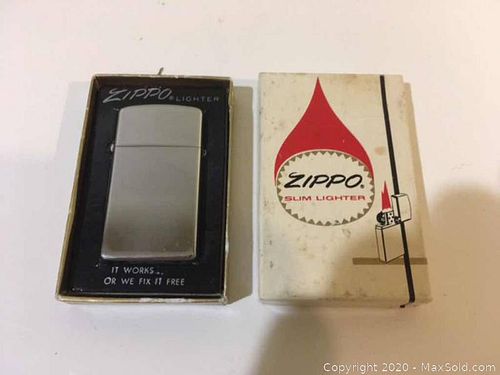 ZIPPO® LIGHTER
IT WORKS...
OR WE FIX IT FREE
ZIPPO®
SLIM LIGHTER
Copyright © 2020 - MaxSold.com